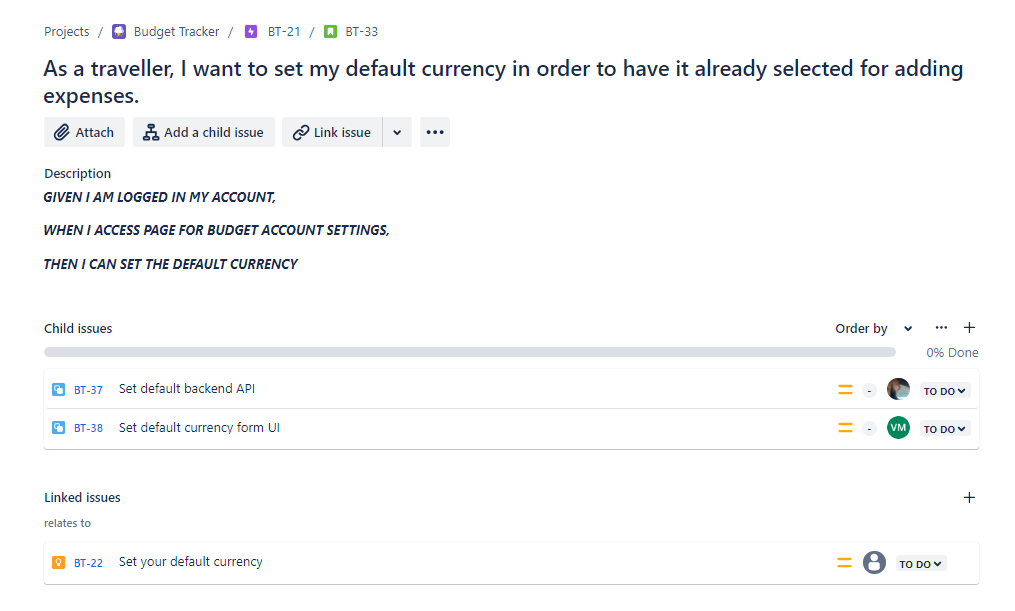 Projects / Budget Tracker / BT-21 / BT-33
As a traveller, I want to set my default currency in order to have it already selected for adding
expenses.
Attach Add a child issue Link issue
Description
GIVEN I AM LOGGED IN MY ACCOUNT,
WHEN I ACCESS PAGE FOR BUDGET ACCOUNT SETTINGS,
THEN I CAN SET THE DEFAULT CURRENCY
Child issues Order by
0% Done
BT-37 Set default backend API - TO DO
BT-38 Set default currency form UI - VM TO DO
Linked issues
relates to
BT-22 Set your default currency TO DO